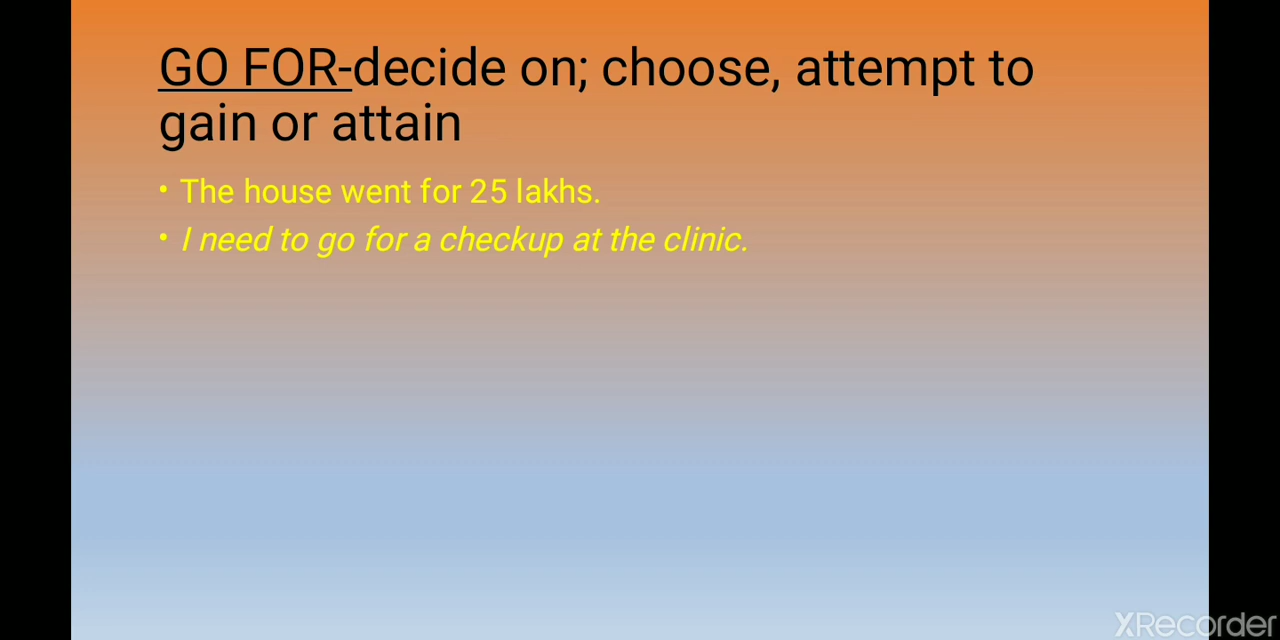 GO FOR-decide on; choose, attempt to
gain or attain
• The house went for 25 lakhs.
• I need to go for a checkup at the clinic.
XRecorder